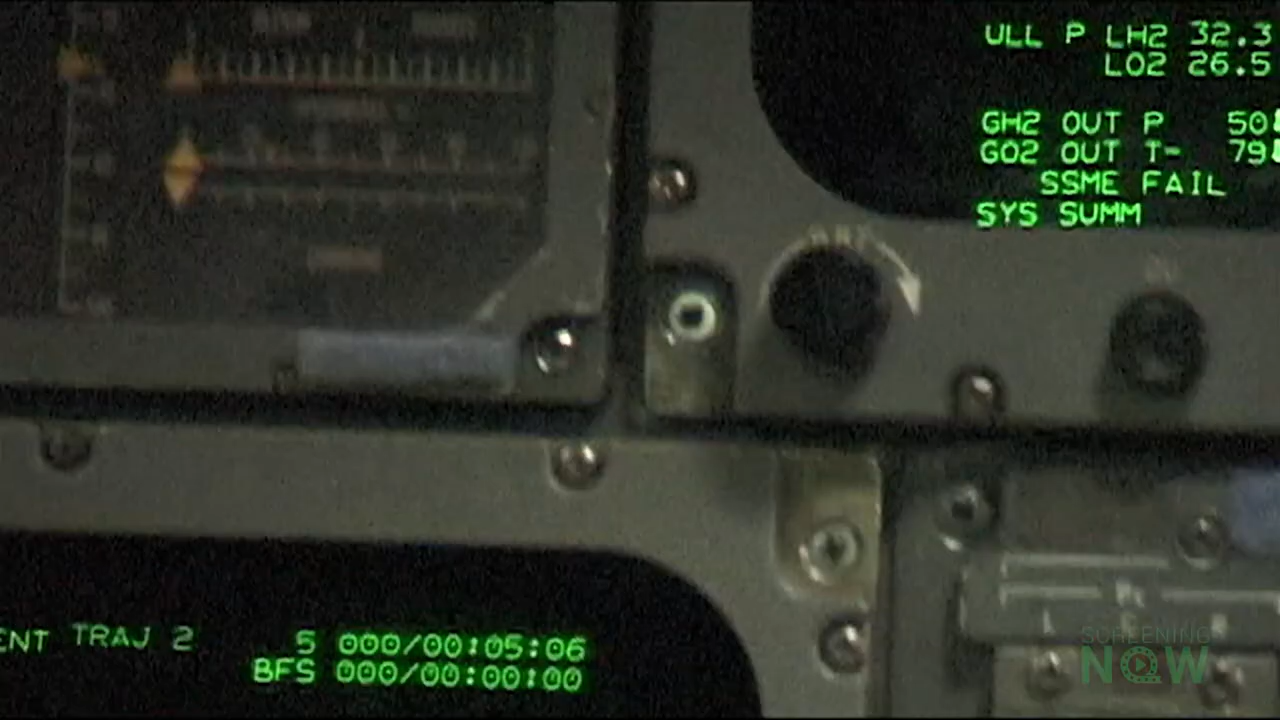 ULL P LH2 32.3
LO2 26.5
GH2 OUT P 50
GO2 OUT T- 79
SSME FAIL
SYS SUMM
ENT TRAJ 2 5 000/00:05:06
BFS 000/00:00:00
SCREENING
NOW